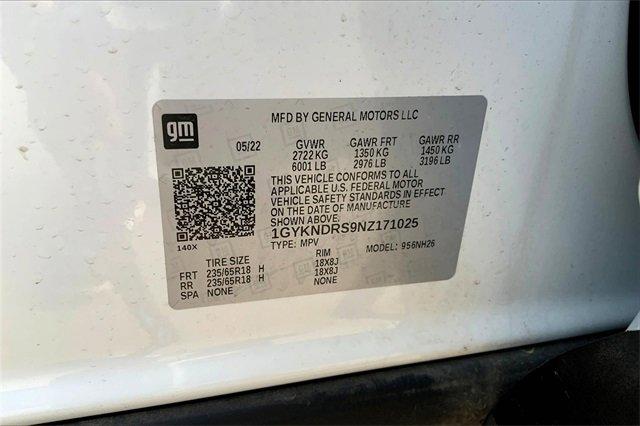 gm
MFD BY GENERAL MOTORS LLC
05/22 GVWR GAWR FRT GAWR RR
2722 KG 1350 KG 1450 KG
6001 LB 2976 LB 3196 LB
THIS VEHICLE CONFORMS TO ALL
APPLICABLE U.S. FEDERAL MOTOR
VEHICLE SAFETY STANDARDS IN EFFECT
ON THE DATE OF MANUFACTURE
SHOWN ABOVE.
1GYKNDRS9NZ171025
140X TYPE: MPV MODEL: 956NH26
TIRE SIZE RIM
FRT 235/65R18 H 18X8J
RR 235/65R18 H 18X8J
SPA NONE NONE